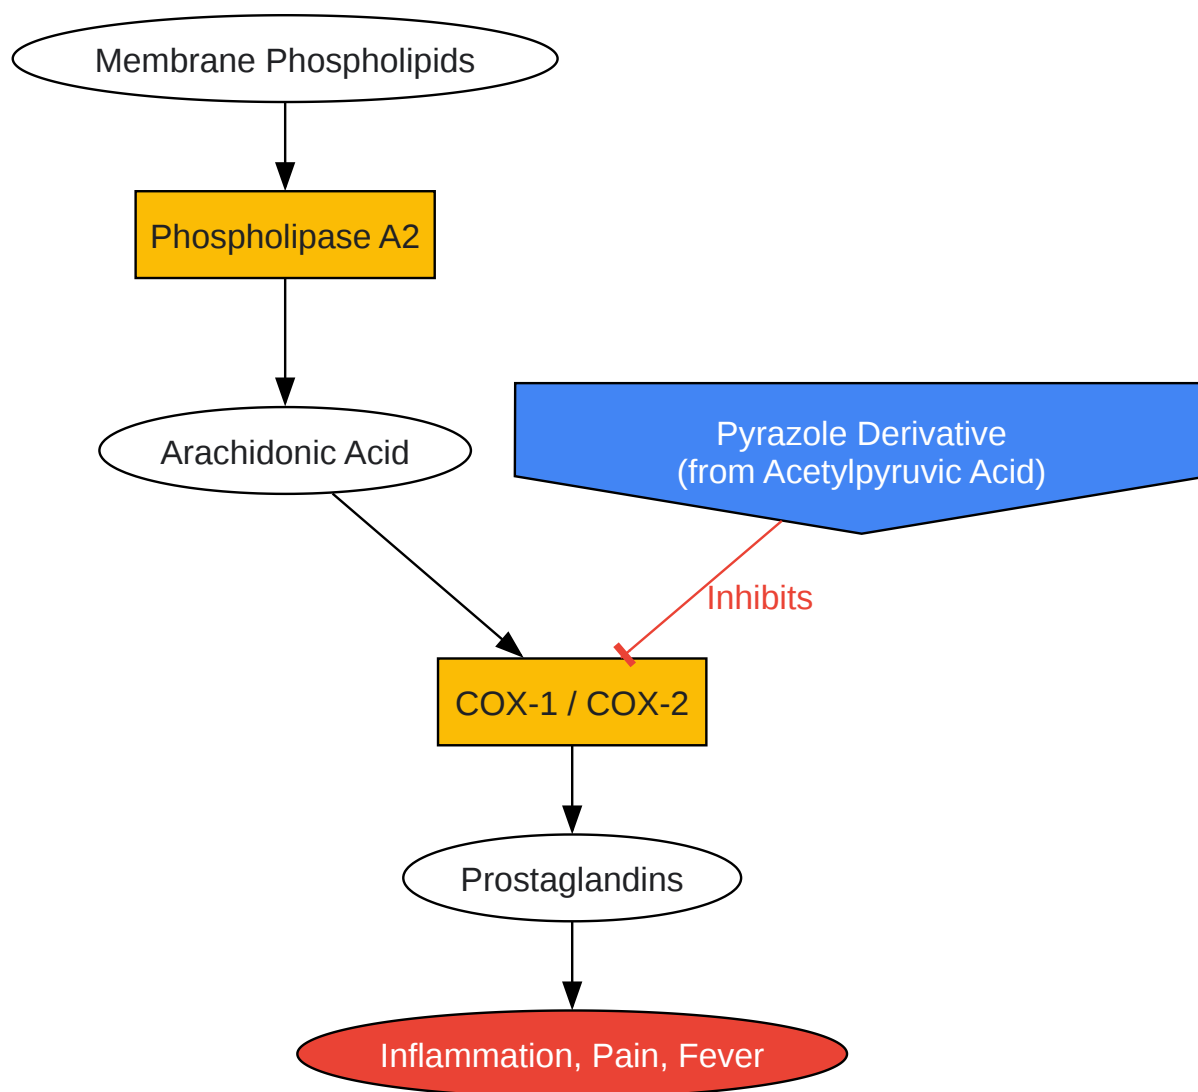 Membrane Phospholipids
Phospholipase A2
Arachidonic Acid
Pyrazole Derivative
(from Acetylpyruvic Acid)
Inhibits
COX-1 / COX-2
Prostaglandins
Inflammation, Pain, Fever